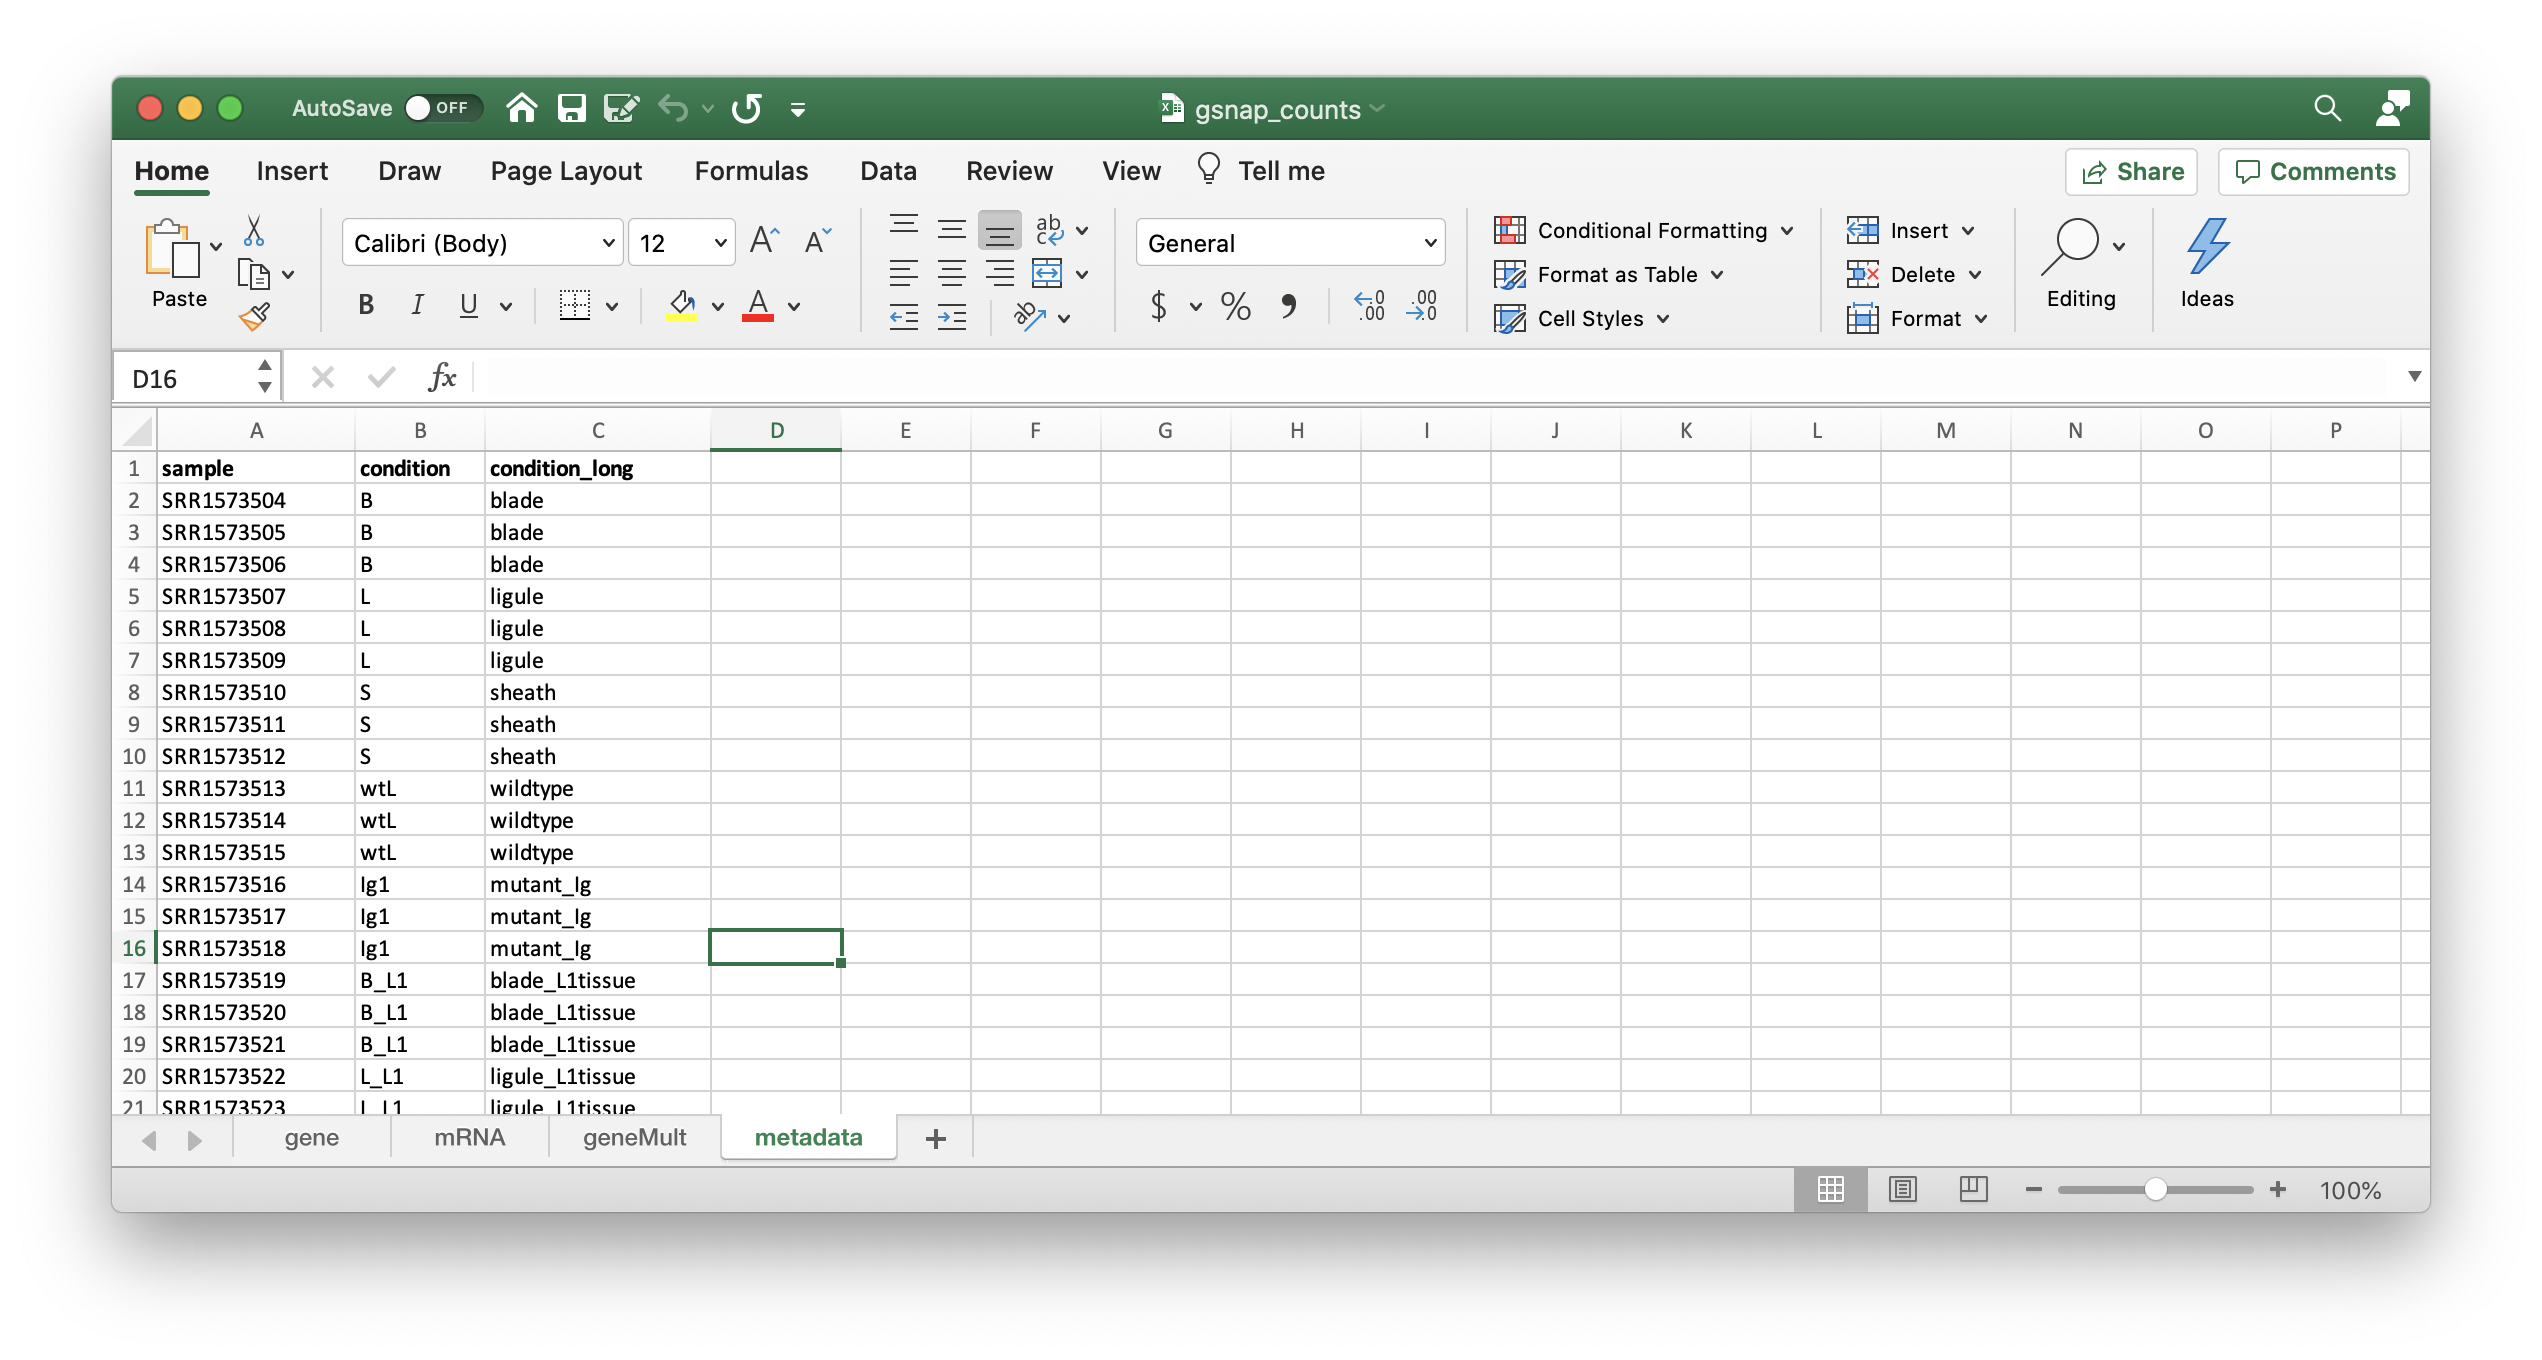 AutoSave OFF gsnap_counts
Home Insert Draw Page Layout Formulas Data Review View Tell me Share Comments
Paste Calibri (Body) 12 A A ab c General Conditional Formatting Insert
Format as Table Delete
B I U A ab $ % , .0 .00 .00 .0 Cell Styles Format Editing Ideas
D16 fx
A B C D E F G H I J K L M N O P
1 sample condition condition_long
2 SRR1573504 B blade
3 SRR1573505 B blade
4 SRR1573506 B blade
5 SRR1573507 L ligule
6 SRR1573508 L ligule
7 SRR1573509 L ligule
8 SRR1573510 S sheath
9 SRR1573511 S sheath
10 SRR1573512 S sheath
11 SRR1573513 wtL wildtype
12 SRR1573514 wtL wildtype
13 SRR1573515 wtL wildtype
14 SRR1573516 lg1 mutant_lg
15 SRR1573517 lg1 mutant_lg
16 SRR1573518 lg1 mutant_lg
17 SRR1573519 B_L1 blade_L1tissue
18 SRR1573520 B_L1 blade_L1tissue
19 SRR1573521 B_L1 blade_L1tissue
20 SRR1573522 L_L1 ligule_L1tissue
21 SRR1573523 L_L1 ligule_L1tissue
gene mRNA geneMult metadata +
100%